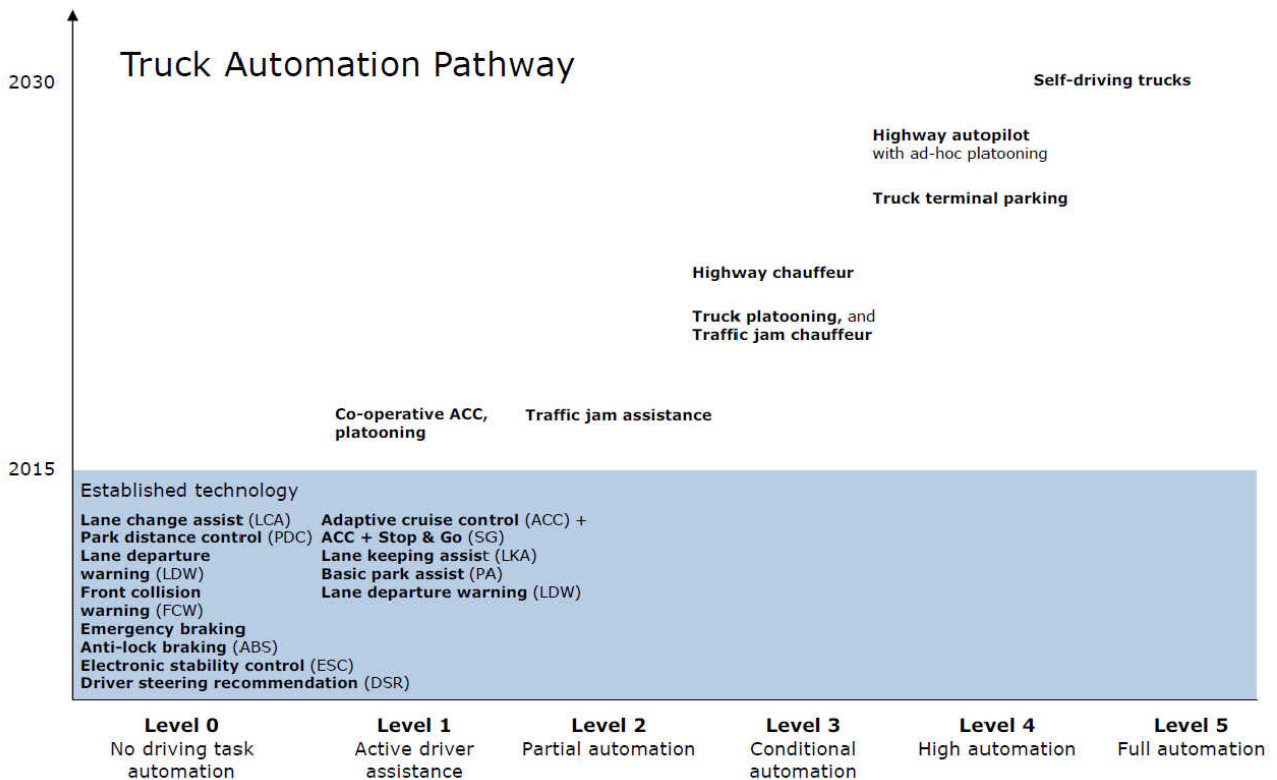 Truck Automation Pathway
2030
Self-driving trucks
Highway autopilot
with ad-hoc platooning
Truck terminal parking
Highway chauffeur
Truck platooning, and
Traffic jam chauffeur
Co-operative ACC,
platooning
Traffic jam assistance
2015
Established technology
Lane change assist (LCA)
Park distance control (PDC)
Lane departure
warning (LDW)
Front collision
warning (FCW)
Emergency braking
Anti-lock braking (ABS)
Electronic stability control (ESC)
Driver steering recommendation (DSR)
Adaptive cruise control (ACC) +
ACC + Stop & Go (SG)
Lane keeping assist (LKA)
Basic park assist (PA)
Lane departure warning (LDW)
Level 0
No driving task
automation
Level 1
Active driver
assistance
Level 2
Partial automation
Level 3
Conditional
automation
Level 4
High automation
Level 5
Full automation